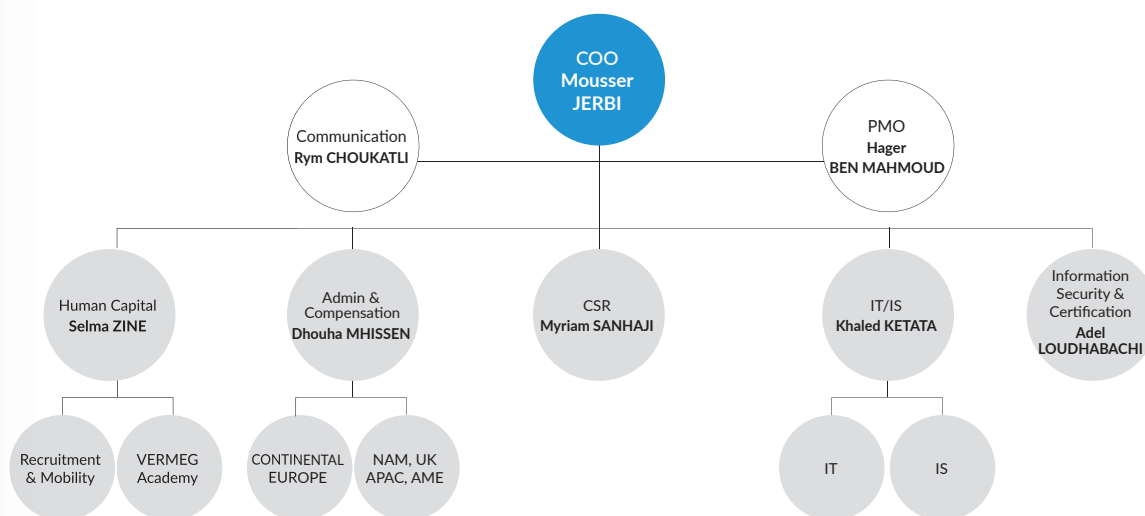 COO
Mousser
JERBI
Communication
Rym CHOUKATLI
PMO
Hager
BEN MAHMOUD
Human Capital
Selma ZINE
Admin &
Compensation
Dhouha MHISSEN
CSR
Myriam SANHAJI
IT/IS
Khaled KETATA
Information
Security &
Certification
Adel
LOUDHABACHI
Recruitment
& Mobility
VERMEG
Academy
CONTINENTAL
EUROPE
NAM, UK
APAC, AME
IT
IS